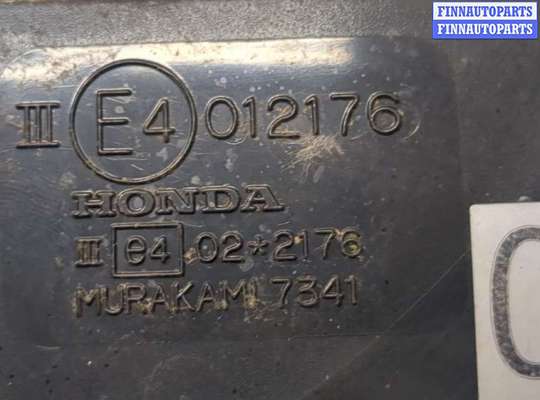 FINNAUTOPARTS
FINNAUTOPARTS
III E4 012176
HONDA
II e4 02*2176
MURAKAMI 7341